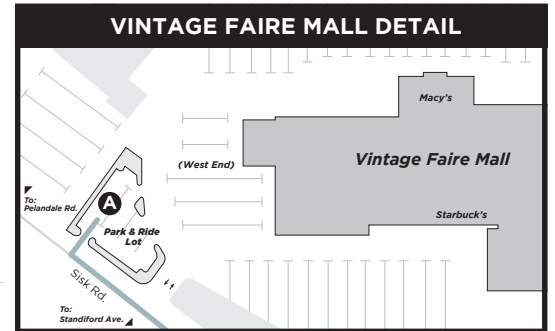 VINTAGE FAIRE MALL DETAIL
Macy's
(West End)
Vintage Faire Mall
To:
Pelandale Rd.
A
Starbuck's
Park & Ride
Lot
Sisk Rd.
To:
Standiford Ave.